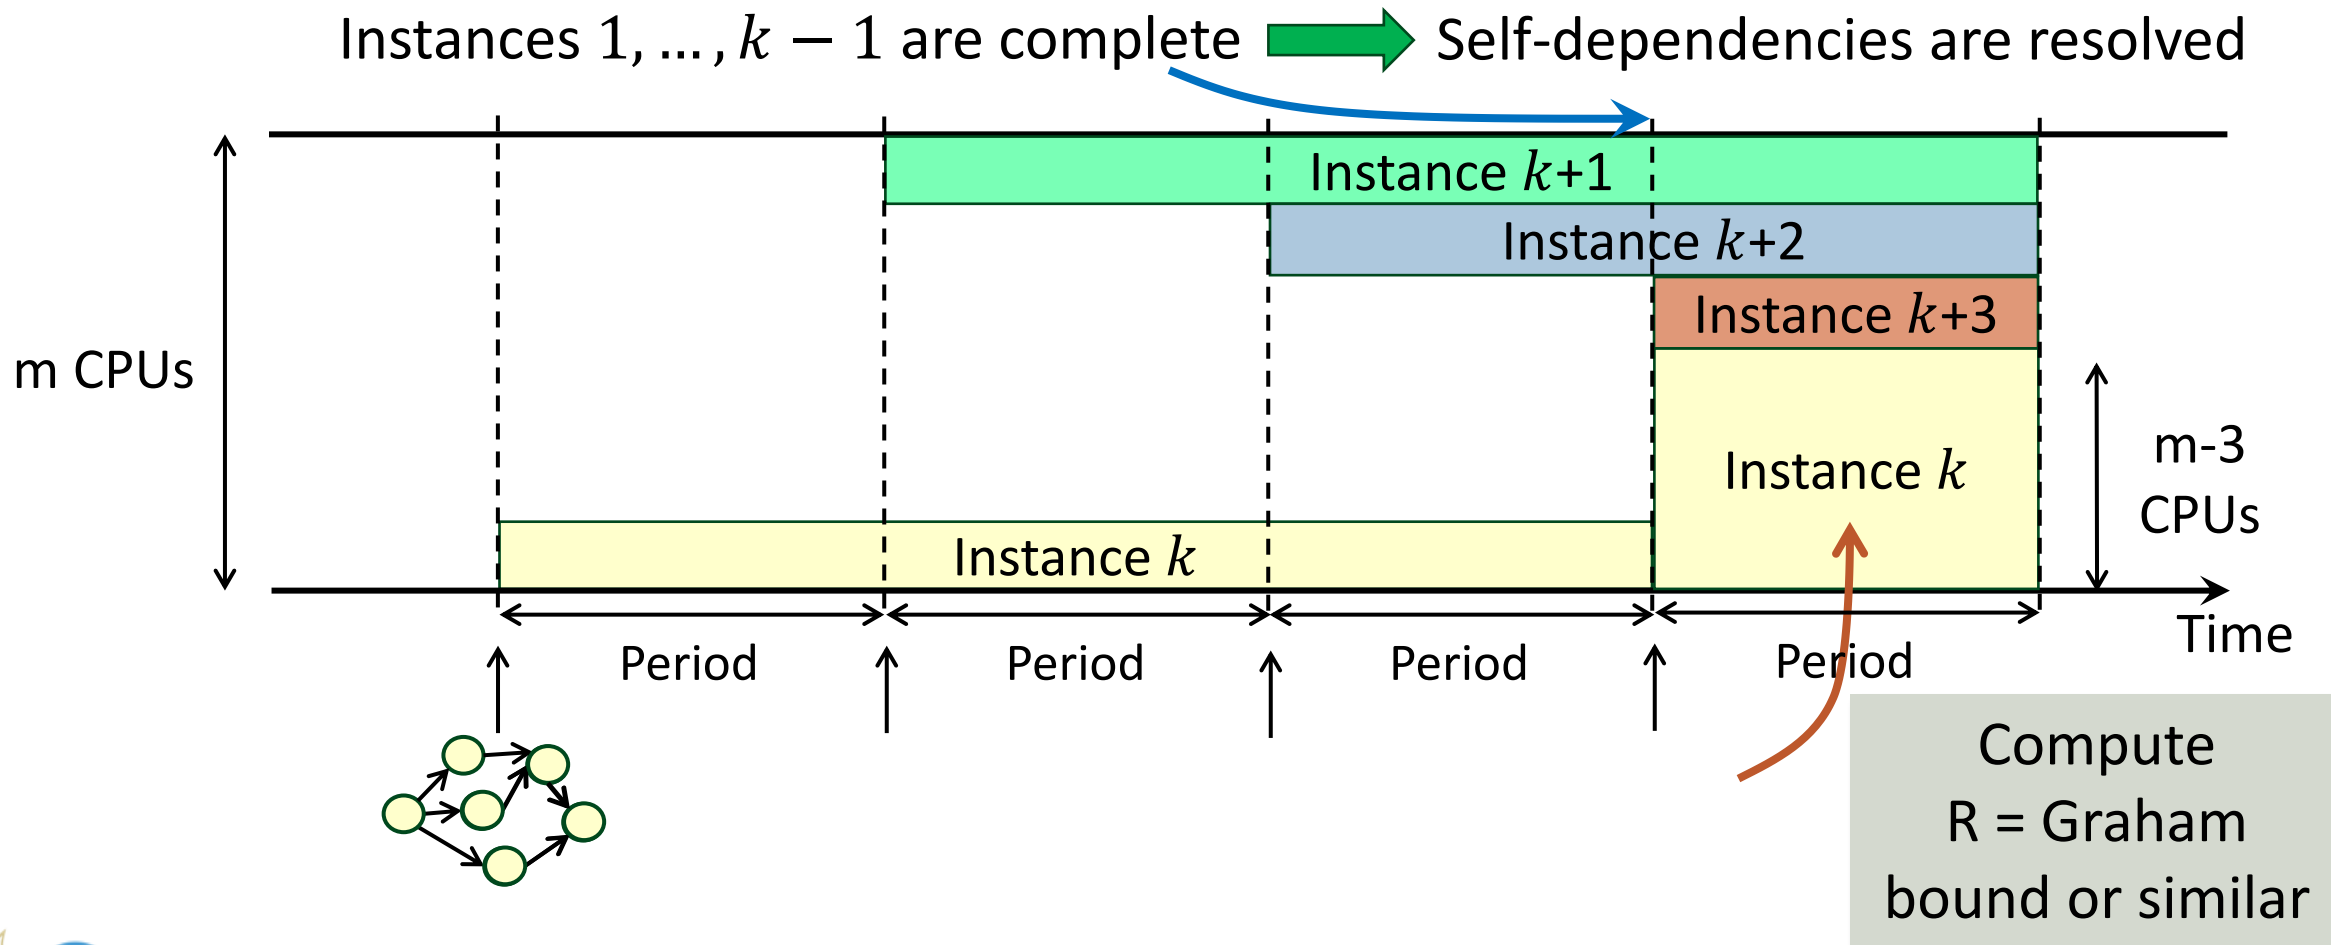 Instances 1, … , k − 1 are complete
Self-dependencies are resolved
Instance k+1
Instance k+2
Instance k+3
m CPUs
Instance k
Instance k
m-3
CPUs
Time
Period
Period
Period
Period
Compute
R = Graham
bound or similar